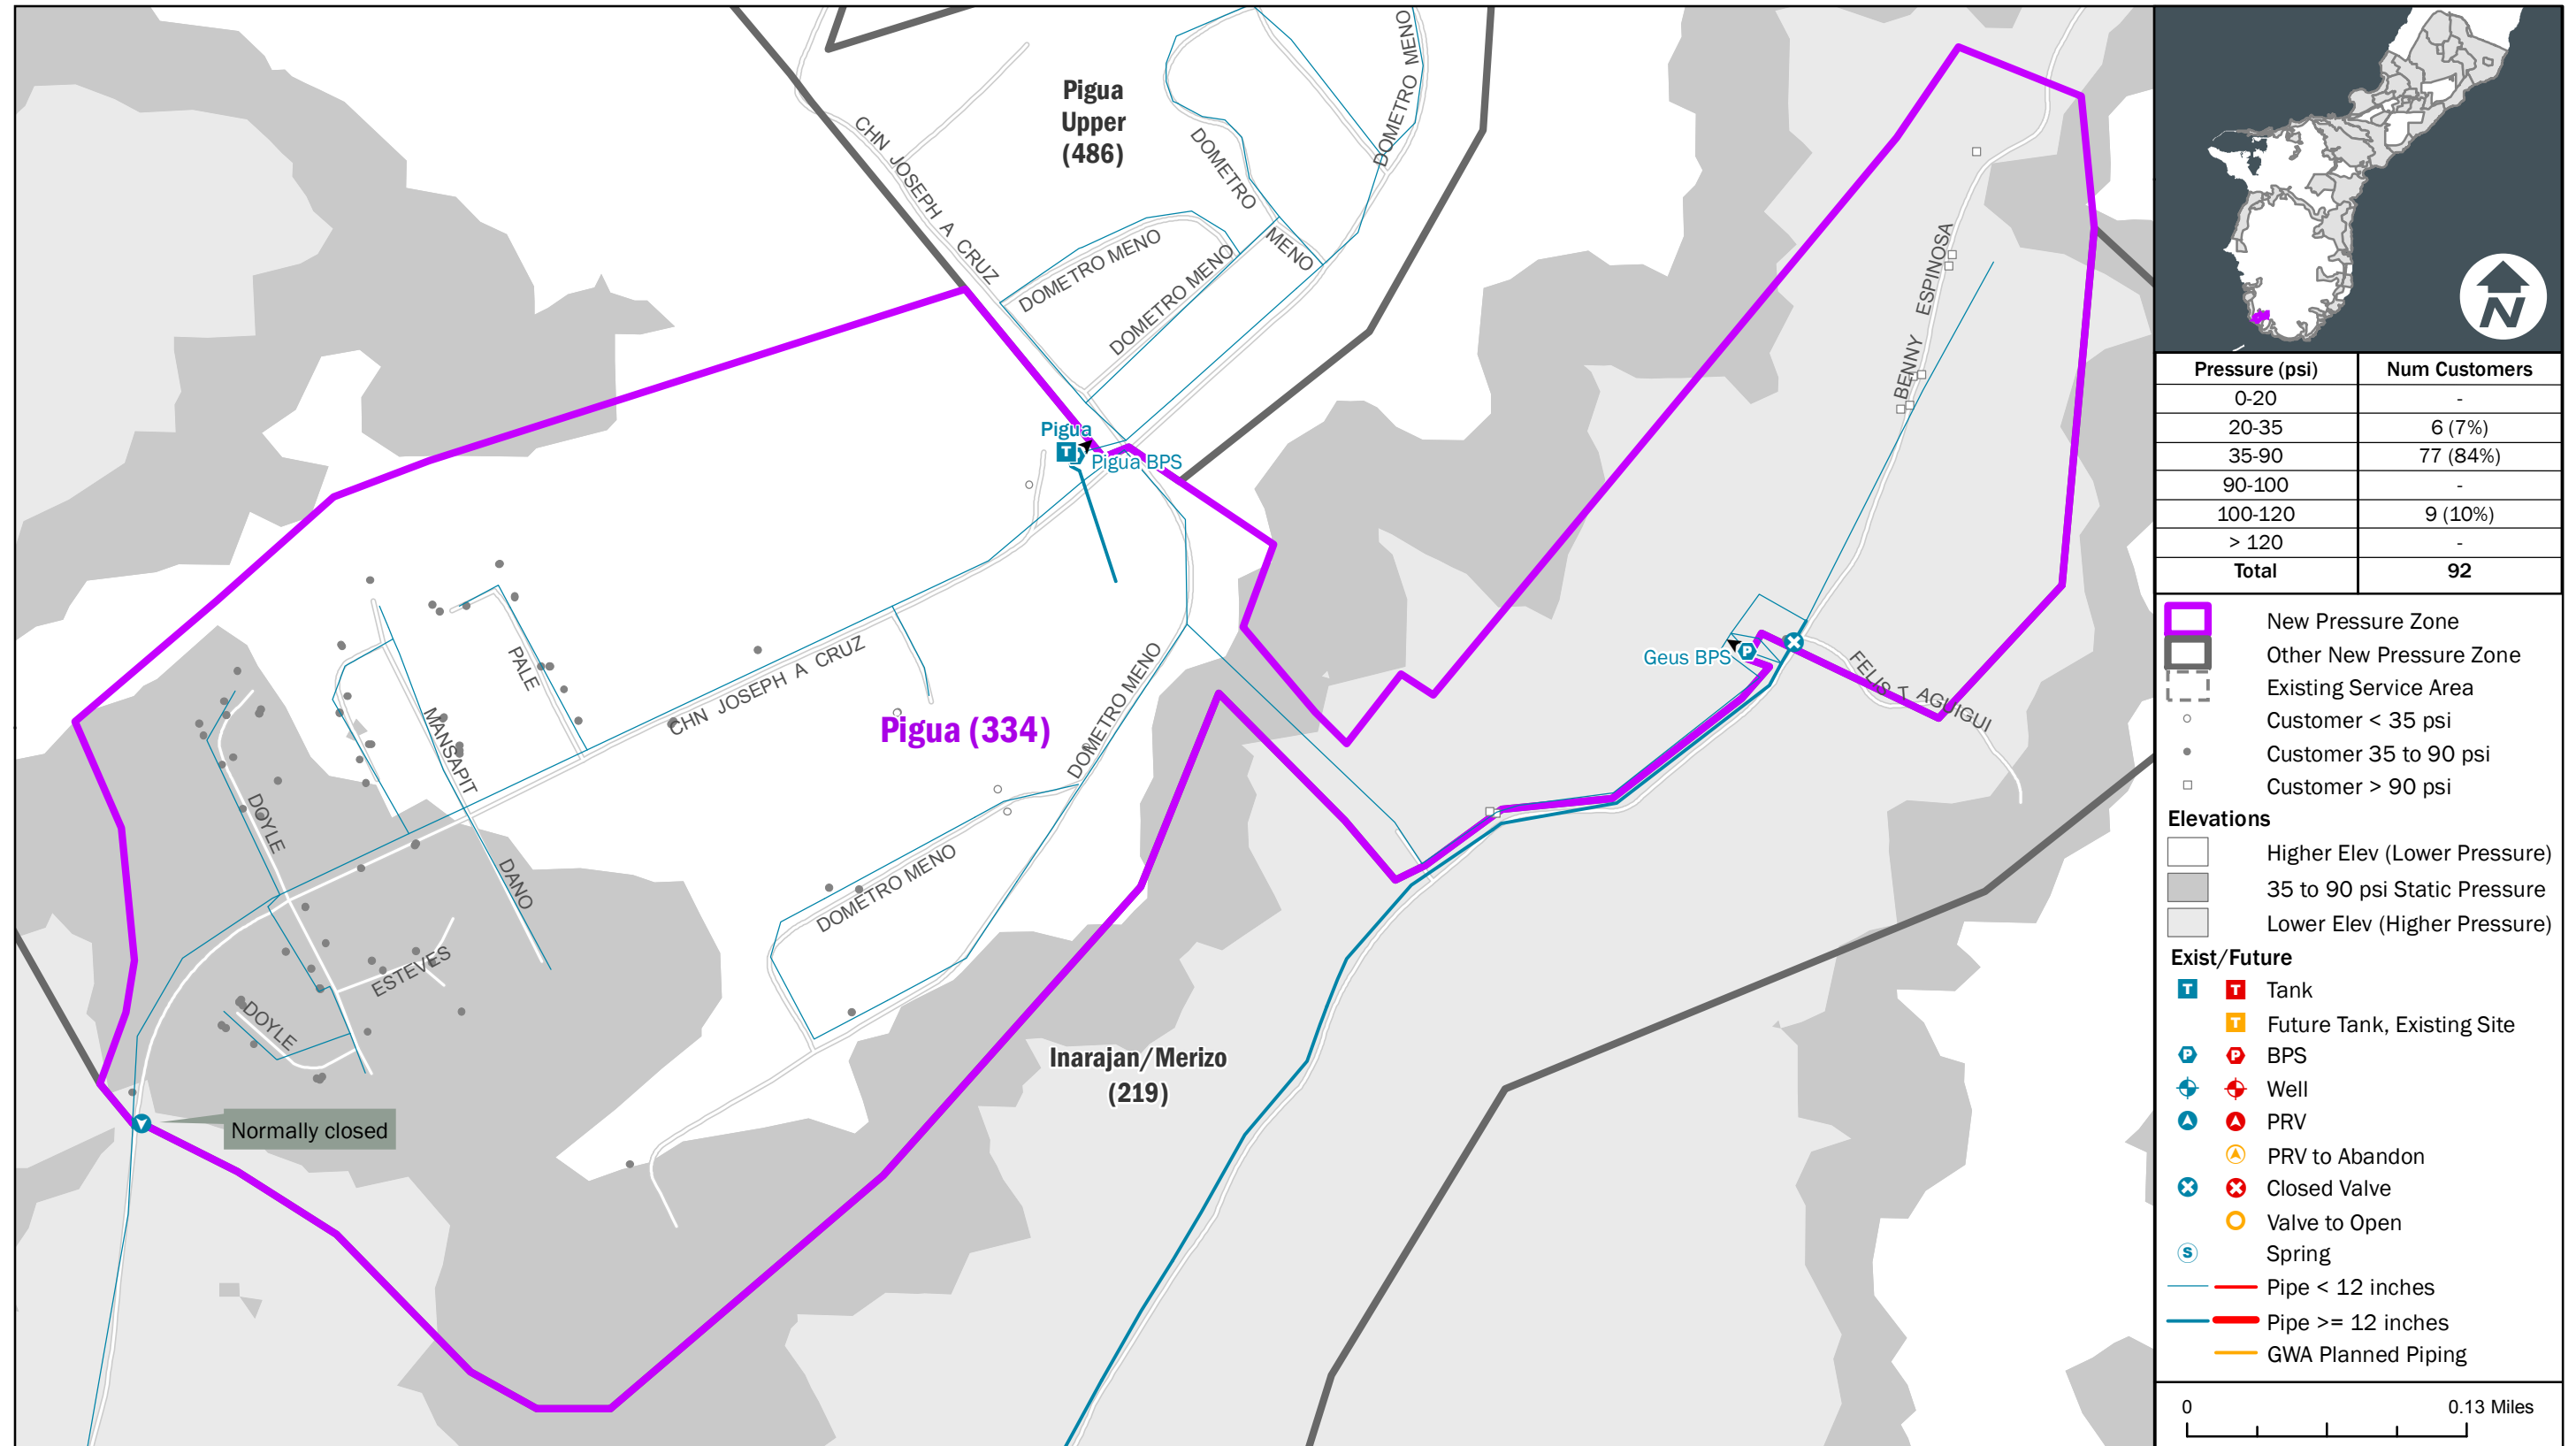 Pigua
Upper
(486)
CHN JOSEPH A CRUZ
DOMETRO
MENO
DOMETRO MENO
DOMETRO MENO
DOMETRO MENO
Pigua
Pigua BPS
BENNY ESPINOSA
Geus BPS
FELIS T AGUIGUI
PALE
MANSAPIT
CHN JOSEPH A CRUZ
Pigua (334)
DOMETRO MENO
DOYLE
DANO
DOMETRO MENO
ESTEVES
DOYLE
Inarajan/Merizo
(219)
Normally closed
N
Pressure (psi) Num Customers
0-20 -
20-35 6 (7%)
35-90 77 (84%)
90-100 -
100-120 9 (10%)
> 120 -
Total 92
New Pressure Zone
Other New Pressure Zone
Existing Service Area
Customer < 35 psi
Customer 35 to 90 psi
Customer > 90 psi
Elevations
Higher Elev (Lower Pressure)
35 to 90 psi Static Pressure
Lower Elev (Higher Pressure)
Exist/Future
T T Tank
T Future Tank, Existing Site
P P BPS
Well
PRV
PRV to Abandon
Closed Valve
Valve to Open
S Spring
Pipe < 12 inches
Pipe >= 12 inches
GWA Planned Piping
0 0.13 Miles